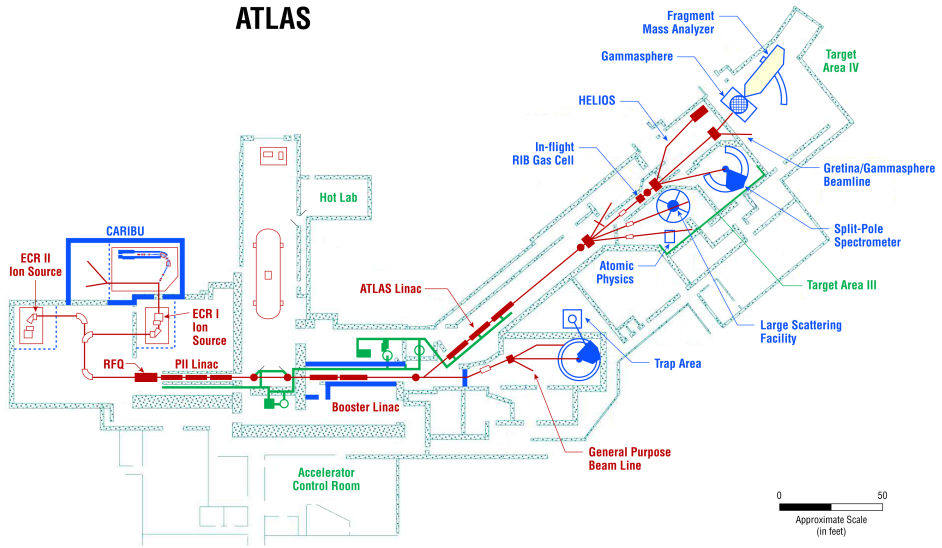 ATLAS
Fragment
Mass Analyzer
Gammasphere
Target
Area IV
HELIOS
In-flight
RIB Gas Cell
Gretina/Gammasphere
Beamline
Hot Lab
CARIBU
Split-Pole
Spectrometer
ECR II
Ion Source
Atomic
Physics
ATLAS Linac
Target Area III
ECR I
Ion
Source
Large Scattering
Facility
RFQ
PII Linac
Trap Area
Booster Linac
General Purpose
Beam Line
Accelerator
Control Room
0
50
Approximate Scale
(in feet)